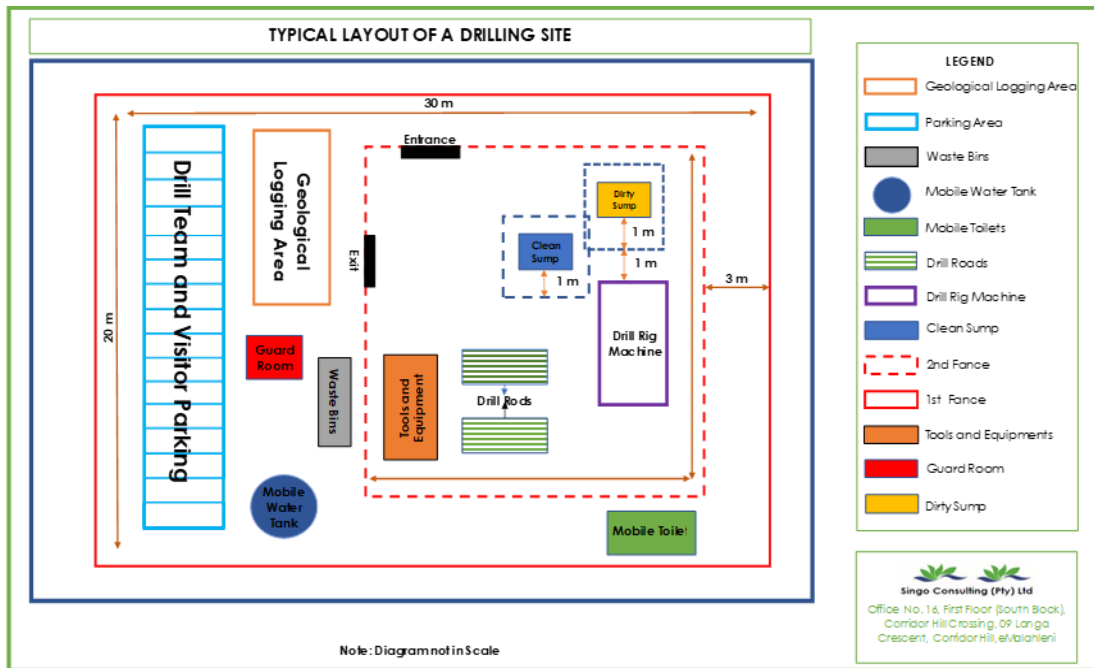 TYPICAL LAYOUT OF A DRILLING SITE
30 m
20 m
3 m
Entrance
Exit
Drill Team and Visitor Parking
Geological
Logging Area
Guard
Room
Waste Bins
Mobile
Water
Tank
Tools and
Equipment
Drill Rods
Clean
Sump
1 m
Dirty
Sump
1 m
1 m
Drill Rig
Machine
Mobile Toilet
Note: Diagram not in Scale
LEGEND
Geological Logging Area
Parking Area
Waste Bins
Mobile Water Tank
Mobile Toilets
Drill Roads
Drill Rig Machine
Clean Sump
2nd Fance
1st Fance
Tools and Equipments
Guard Room
Dirty Sump
Singo Consulting (Pty) Ltd
Office No. 16, First Floor (South Block),
Corridor Hill Crossing, 09 Langa
Crescent, Corridor Hill, eMalahleni